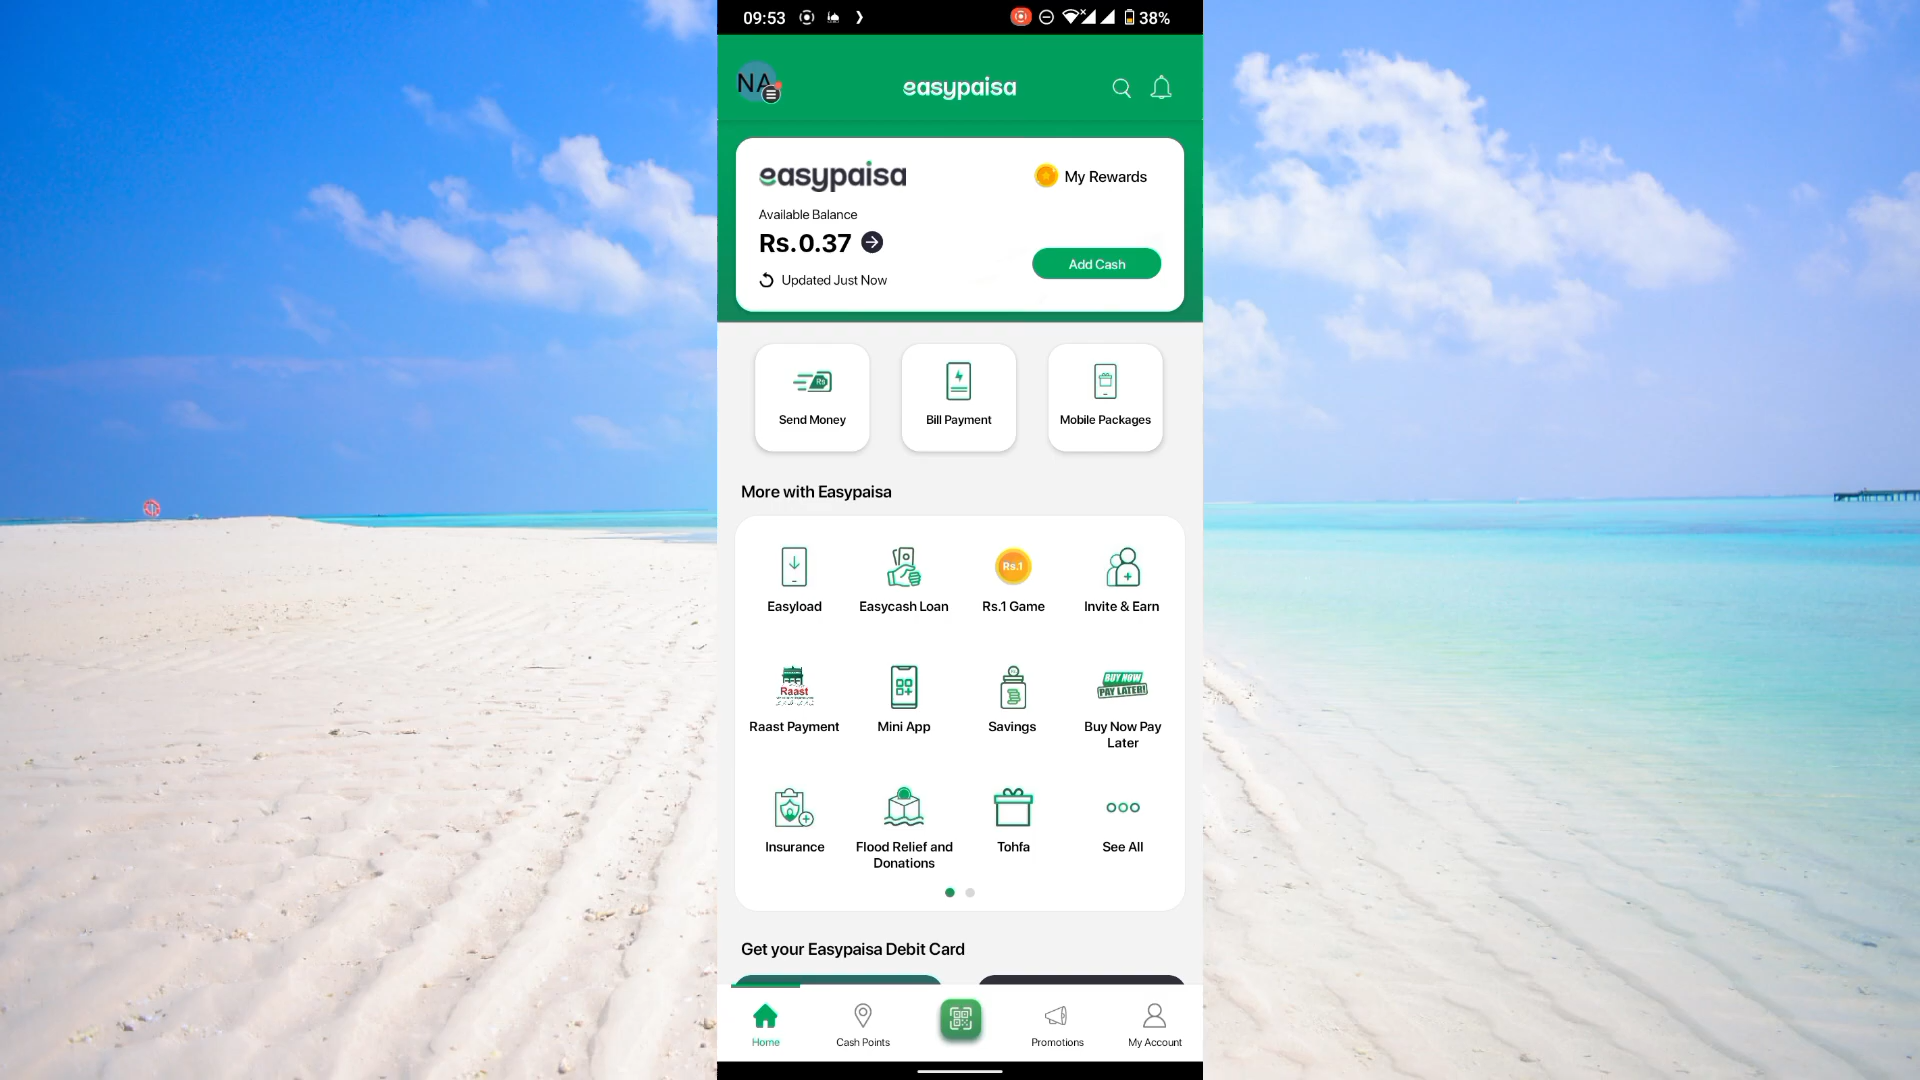 09:53
38%
NA
easypaisa
easypaisa
My Rewards
Available Balance
Rs.0.37
Updated Just Now
Add Cash
Rs
Send Money
Bill Payment
Mobile Packages
More with Easypaisa
Rs.1
Easyload
Easycash Loan
Rs.1 Game
Invite & Earn
Raast
BUY NOW
PAY LATER!
Raast Payment
Mini App
Savings
Buy Now Pay
Later
Insurance
Flood Relief and
Donations
Tohfa
See All
Get your Easypaisa Debit Card
Home
Cash Points
Promotions
My Account